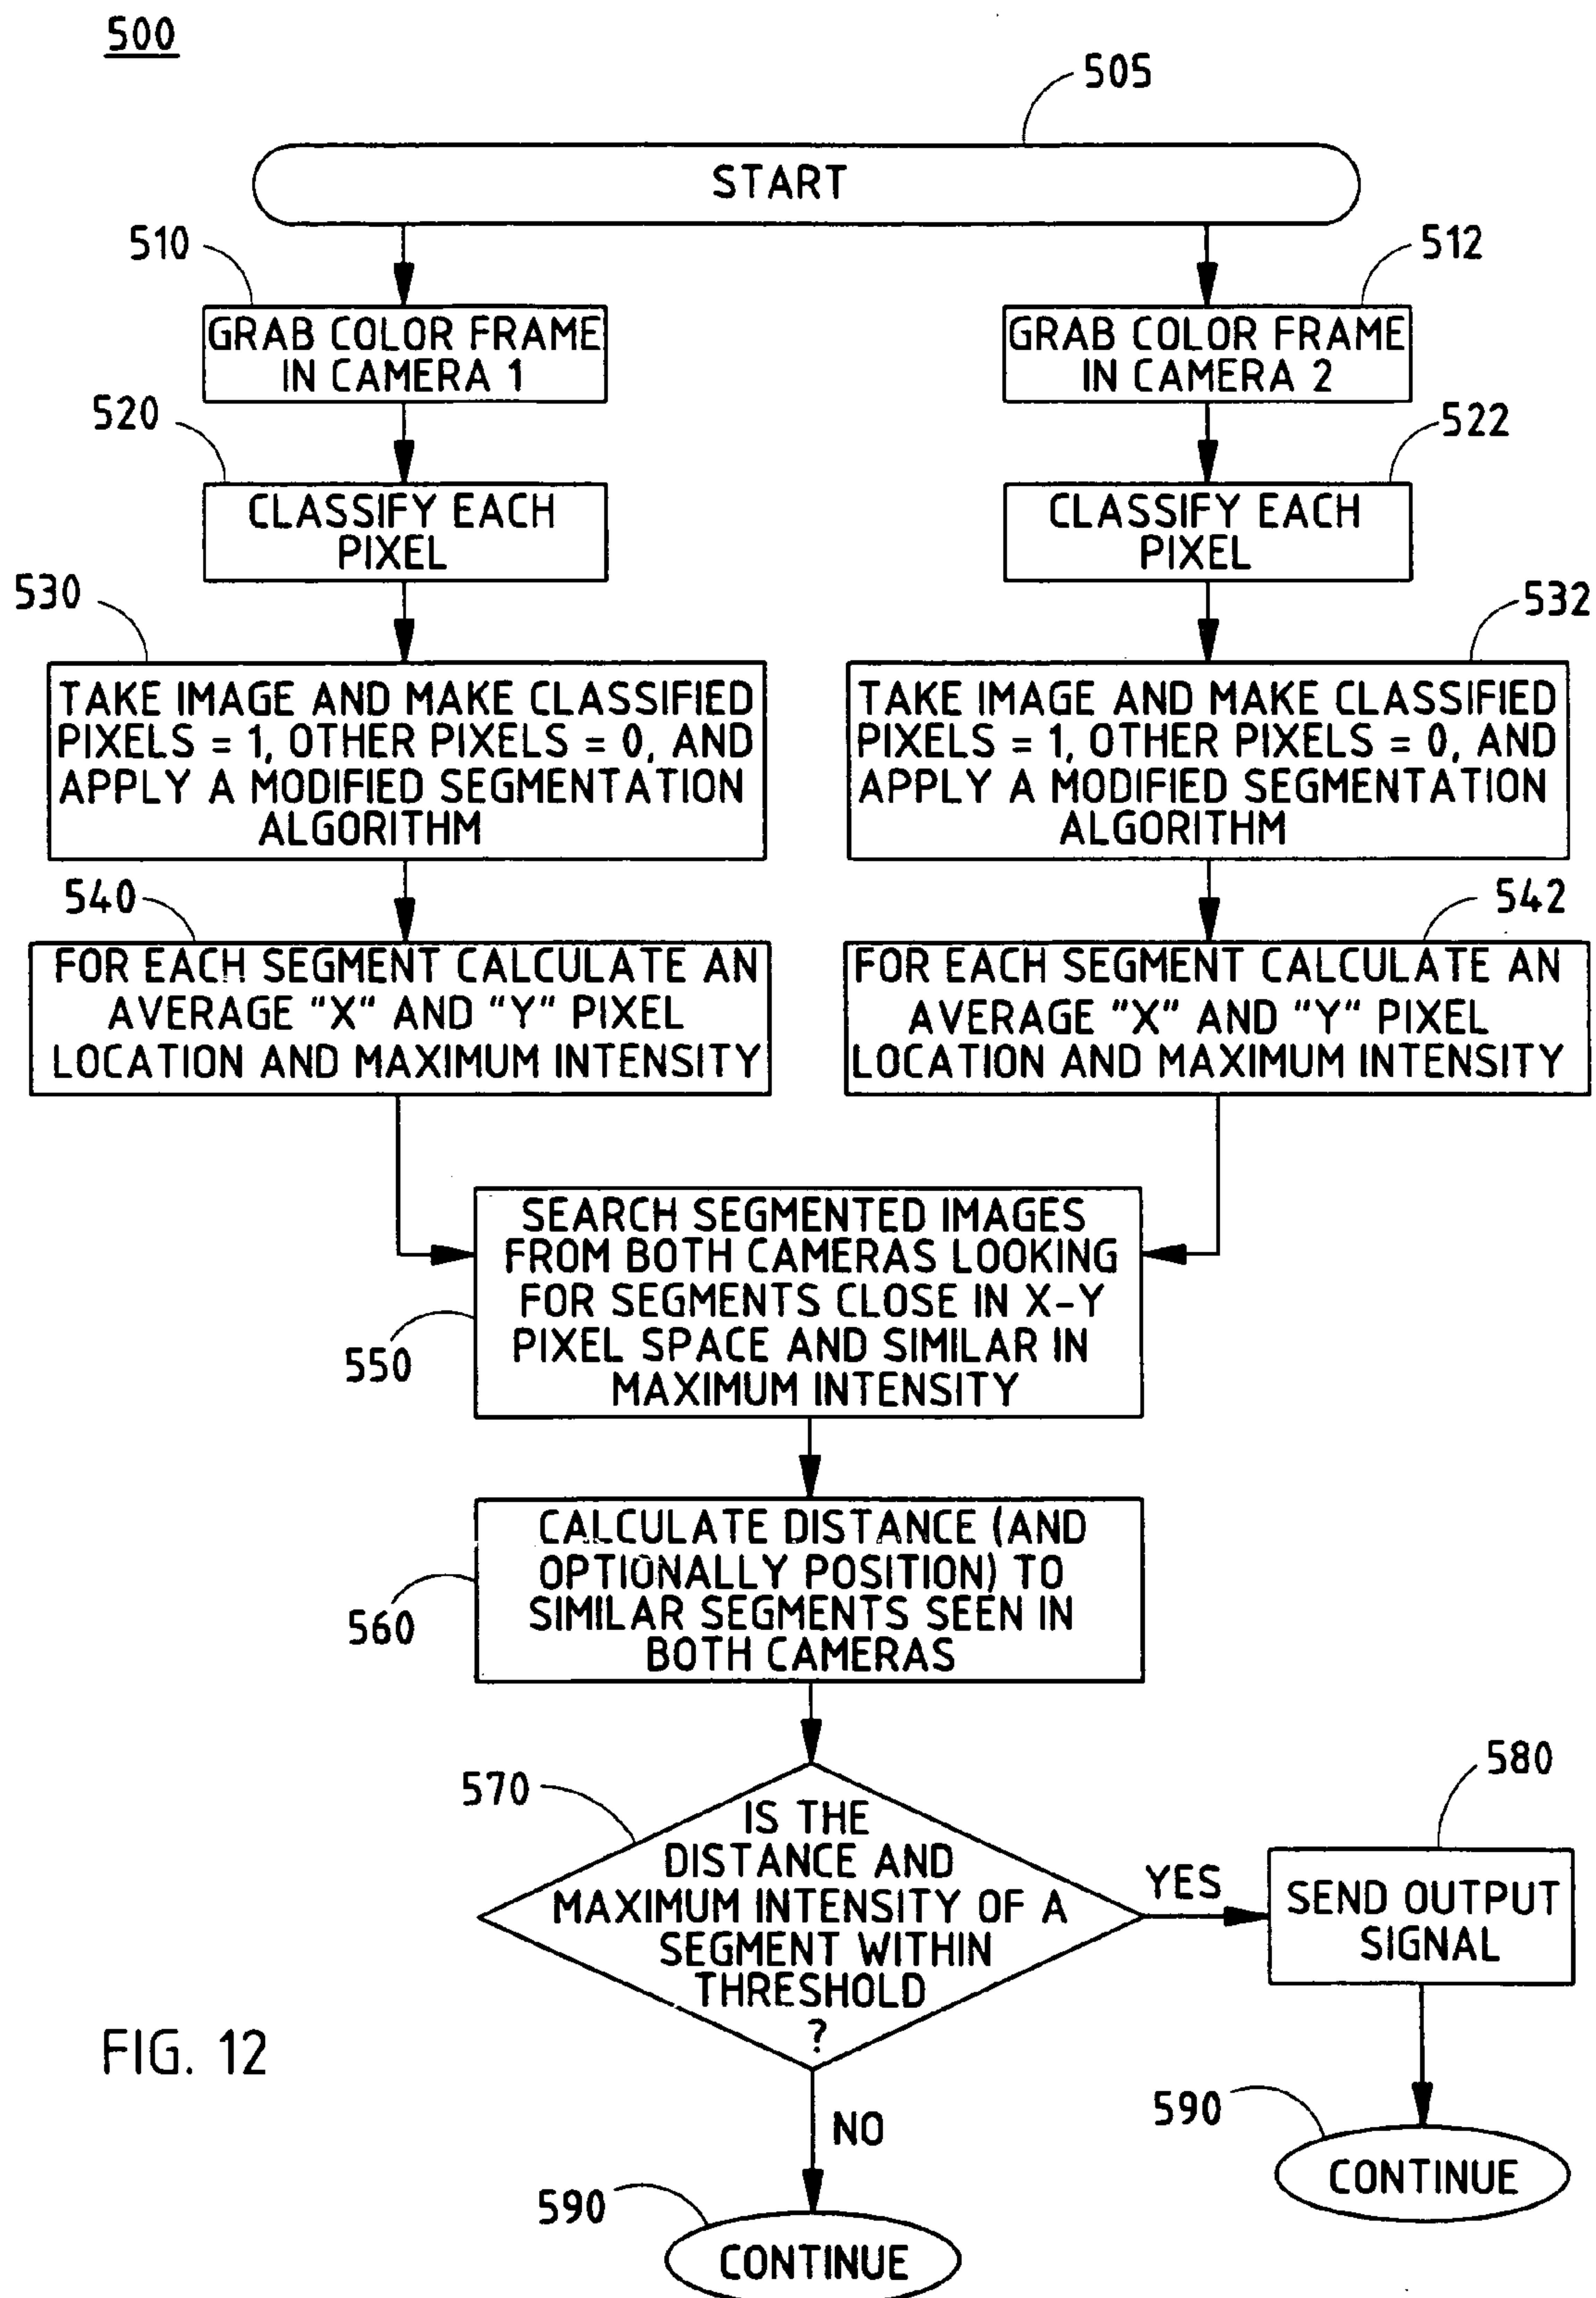 500
505
START
510
512
GRAB COLOR FRAME
IN CAMERA 1
GRAB COLOR FRAME
IN CAMERA 2
520
522
CLASSIFY EACH
PIXEL
CLASSIFY EACH
PIXEL
530
532
TAKE IMAGE AND MAKE CLASSIFIED
PIXELS = 1, OTHER PIXELS = 0, AND
APPLY A MODIFIED SEGMENTATION
ALGORITHM
TAKE IMAGE AND MAKE CLASSIFIED
PIXELS = 1, OTHER PIXELS = 0, AND
APPLY A MODIFIED SEGMENTATION
ALGORITHM
540
542
FOR EACH SEGMENT CALCULATE AN
AVERAGE "X" AND "Y" PIXEL
LOCATION AND MAXIMUM INTENSITY
FOR EACH SEGMENT CALCULATE AN
AVERAGE "X" AND "Y" PIXEL
LOCATION AND MAXIMUM INTENSITY
SEARCH SEGMENTED IMAGES
FROM BOTH CAMERAS LOOKING
FOR SEGMENTS CLOSE IN X-Y
PIXEL SPACE AND SIMILAR IN
MAXIMUM INTENSITY
550
CALCULATE DISTANCE (AND
OPTIONALLY POSITION) TO
SIMILAR SEGMENTS SEEN IN
BOTH CAMERAS
560
570
IS THE
DISTANCE AND
MAXIMUM INTENSITY OF A
SEGMENT WITHIN
THRESHOLD
?
YES
580
SEND OUTPUT
SIGNAL
590
CONTINUE
NO
590
CONTINUE
FIG. 12